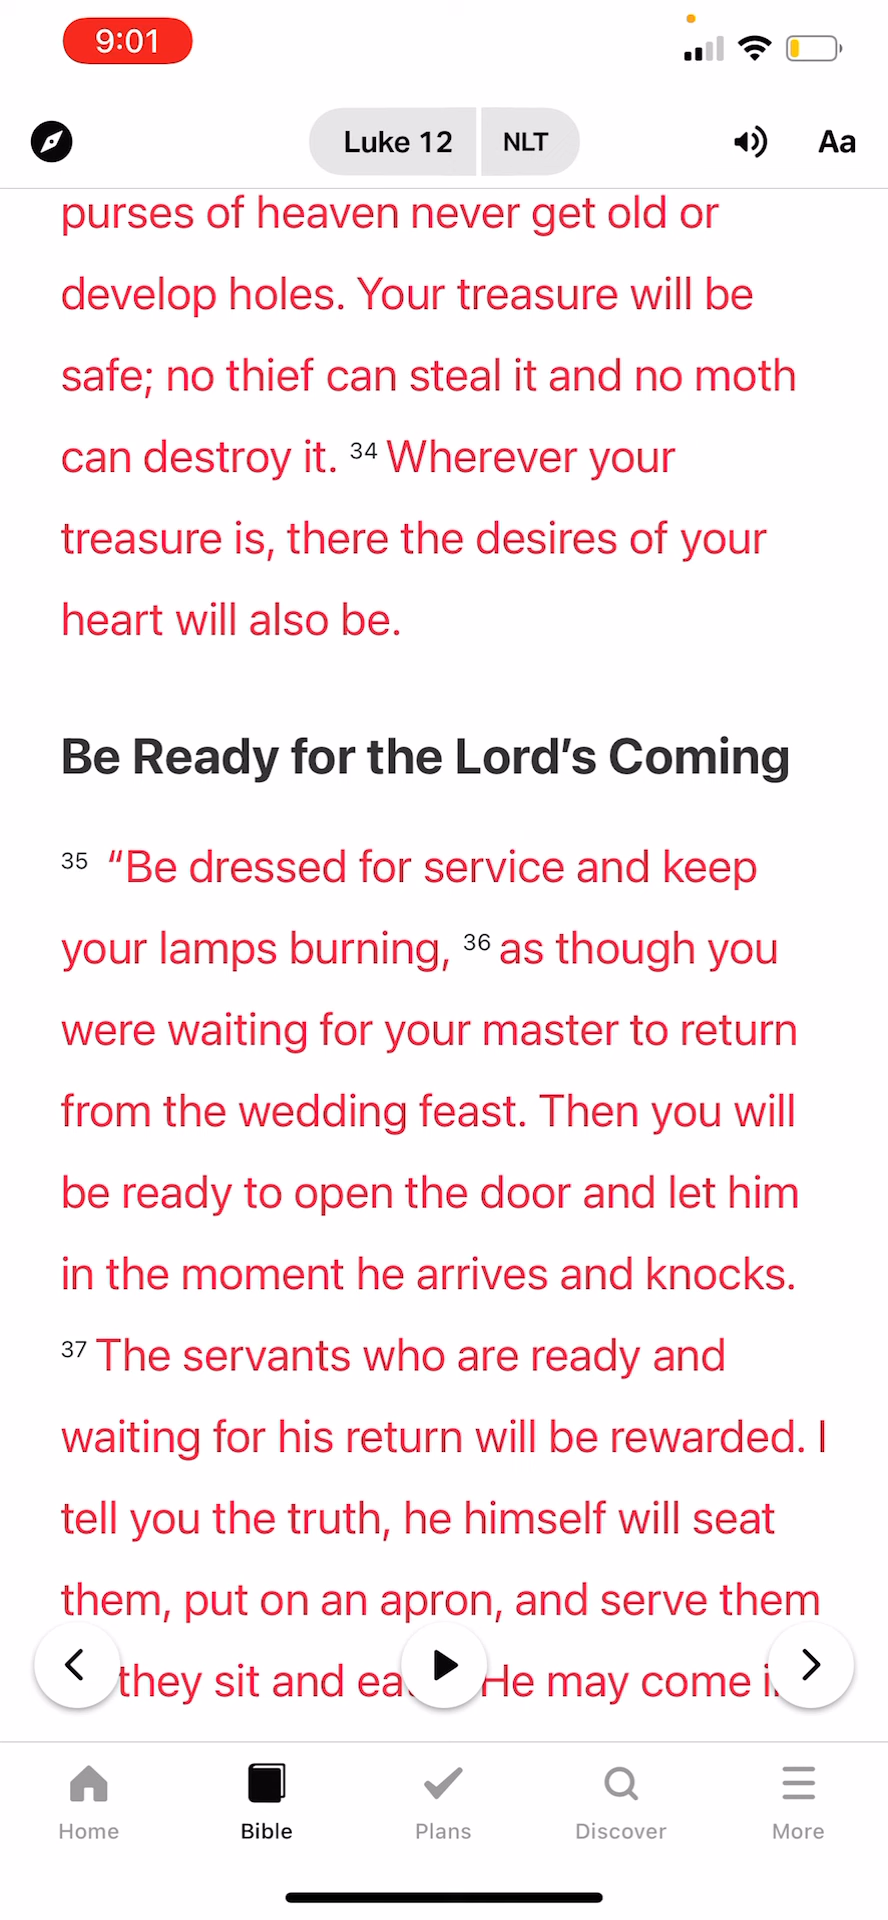 9:01
Luke 12 NLT Aa
purses of heaven never get old or
develop holes. Your treasure will be
safe; no thief can steal it and no moth
can destroy it. 34 Wherever your
treasure is, there the desires of your
heart will also be.
Be Ready for the Lord’s Coming
35 “Be dressed for service and keep
your lamps burning, 36 as though you
were waiting for your master to return
from the wedding feast. Then you will
be ready to open the door and let him
in the moment he arrives and knocks.
37 The servants who are ready and
waiting for his return will be rewarded. I
tell you the truth, he himself will seat
them, put on an apron, and serve them
they sit and He may come
Home Bible Plans Discover More